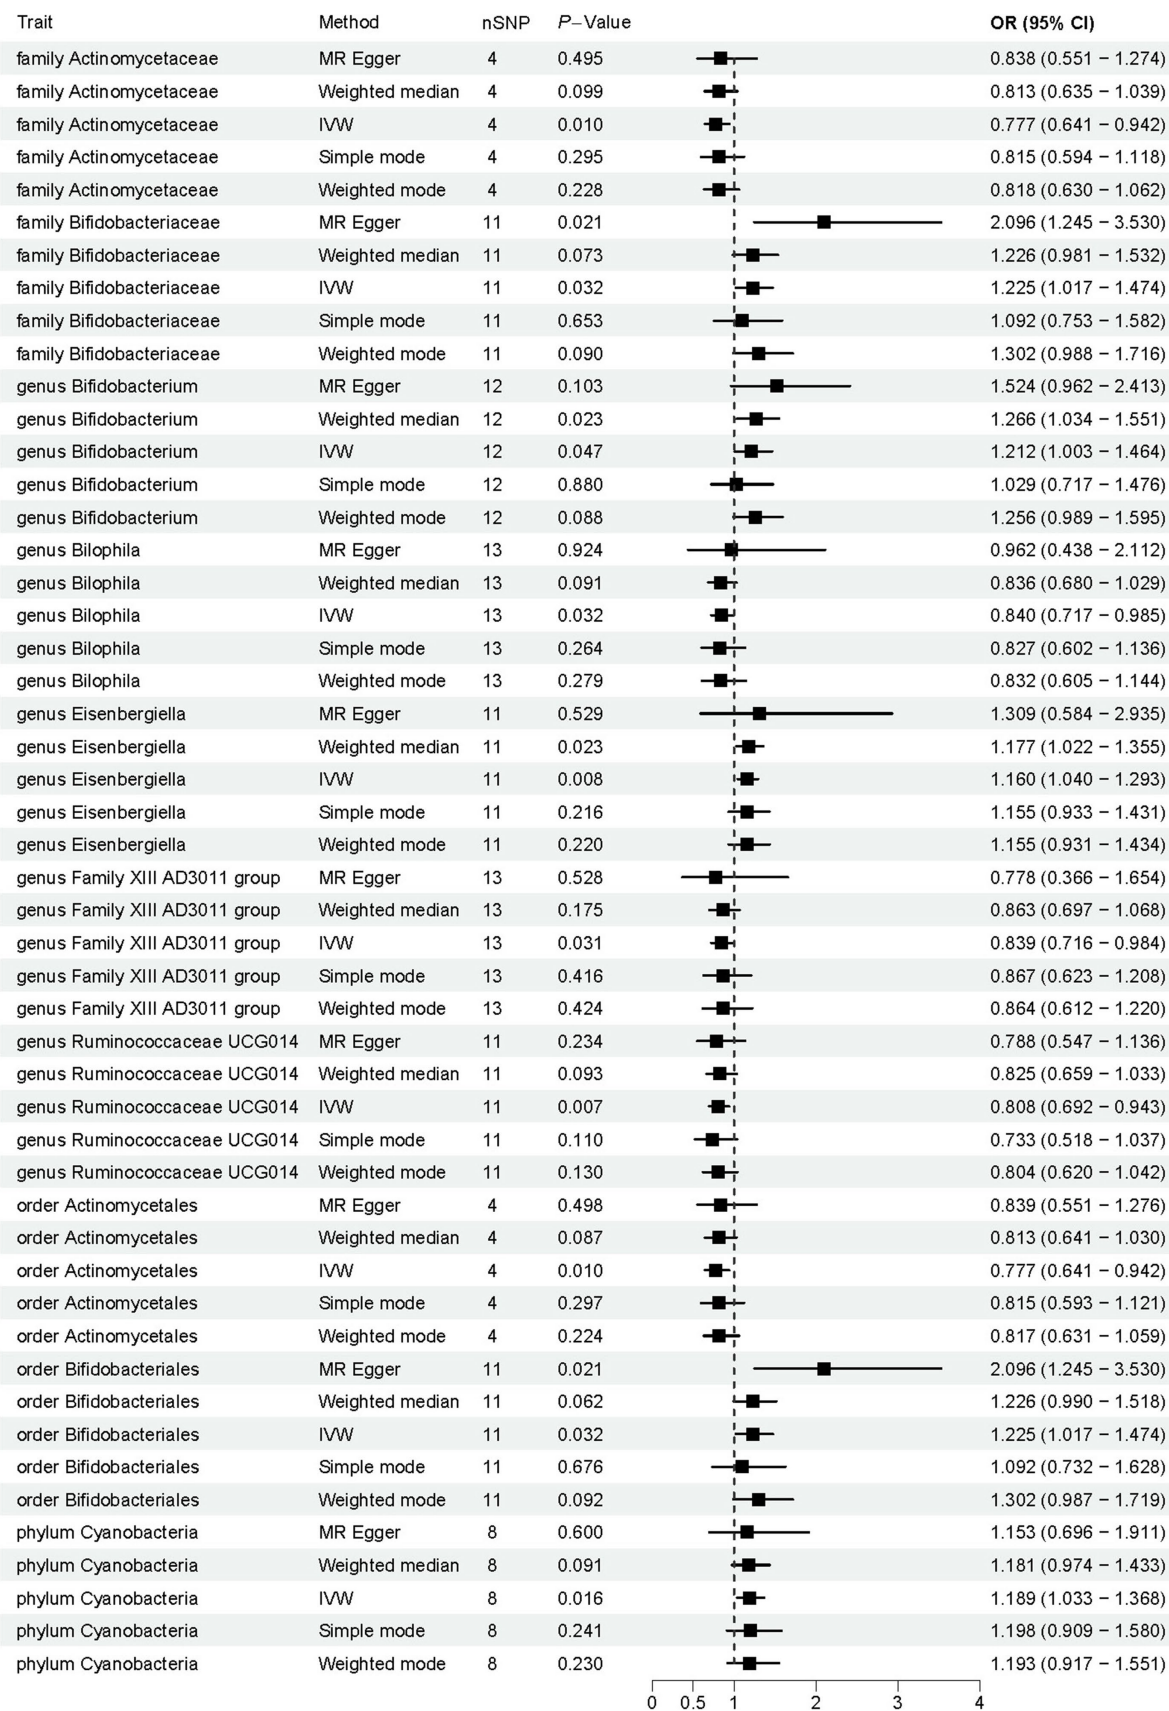 Trait Method nSNP P−Value OR (95% CI)
family Actinomycetaceae MR Egger 4 0.495 0.838 (0.551 − 1.274)
family Actinomycetaceae Weighted median 4 0.099 0.813 (0.635 − 1.039)
family Actinomycetaceae IVW 4 0.010 0.777 (0.641 − 0.942)
family Actinomycetaceae Simple mode 4 0.295 0.815 (0.594 − 1.118)
family Actinomycetaceae Weighted mode 4 0.228 0.818 (0.630 − 1.062)
family Bifidobacteriaceae MR Egger 11 0.021 2.096 (1.245 − 3.530)
family Bifidobacteriaceae Weighted median 11 0.073 1.226 (0.981 − 1.532)
family Bifidobacteriaceae IVW 11 0.032 1.225 (1.017 − 1.474)
family Bifidobacteriaceae Simple mode 11 0.653 1.092 (0.753 − 1.582)
family Bifidobacteriaceae Weighted mode 11 0.090 1.302 (0.988 − 1.716)
genus Bifidobacterium MR Egger 12 0.103 1.524 (0.962 − 2.413)
genus Bifidobacterium Weighted median 12 0.023 1.266 (1.034 − 1.551)
genus Bifidobacterium IVW 12 0.047 1.212 (1.003 − 1.464)
genus Bifidobacterium Simple mode 12 0.880 1.029 (0.717 − 1.476)
genus Bifidobacterium Weighted mode 12 0.088 1.256 (0.989 − 1.595)
genus Bilophila MR Egger 13 0.924 0.962 (0.438 − 2.112)
genus Bilophila Weighted median 13 0.091 0.836 (0.680 − 1.029)
genus Bilophila IVW 13 0.032 0.840 (0.717 − 0.985)
genus Bilophila Simple mode 13 0.264 0.827 (0.602 − 1.136)
genus Bilophila Weighted mode 13 0.279 0.832 (0.605 − 1.144)
genus Eisenbergiella MR Egger 11 0.529 1.309 (0.584 − 2.935)
genus Eisenbergiella Weighted median 11 0.023 1.177 (1.022 − 1.355)
genus Eisenbergiella IVW 11 0.008 1.160 (1.040 − 1.293)
genus Eisenbergiella Simple mode 11 0.216 1.155 (0.933 − 1.431)
genus Eisenbergiella Weighted mode 11 0.220 1.155 (0.931 − 1.434)
genus Family XIII AD3011 group MR Egger 13 0.528 0.778 (0.366 − 1.654)
genus Family XIII AD3011 group Weighted median 13 0.175 0.863 (0.697 − 1.068)
genus Family XIII AD3011 group IVW 13 0.031 0.839 (0.716 − 0.984)
genus Family XIII AD3011 group Simple mode 13 0.416 0.867 (0.623 − 1.208)
genus Family XIII AD3011 group Weighted mode 13 0.424 0.864 (0.612 − 1.220)
genus Ruminococcaceae UCG014 MR Egger 11 0.234 0.788 (0.547 − 1.136)
genus Ruminococcaceae UCG014 Weighted median 11 0.093 0.825 (0.659 − 1.033)
genus Ruminococcaceae UCG014 IVW 11 0.007 0.808 (0.692 − 0.943)
genus Ruminococcaceae UCG014 Simple mode 11 0.110 0.733 (0.518 − 1.037)
genus Ruminococcaceae UCG014 Weighted mode 11 0.130 0.804 (0.620 − 1.042)
order Actinomycetales MR Egger 4 0.498 0.839 (0.551 − 1.276)
order Actinomycetales Weighted median 4 0.087 0.813 (0.641 − 1.030)
order Actinomycetales IVW 4 0.010 0.777 (0.641 − 0.942)
order Actinomycetales Simple mode 4 0.297 0.815 (0.593 − 1.121)
order Actinomycetales Weighted mode 4 0.224 0.817 (0.631 − 1.059)
order Bifidobacteriales MR Egger 11 0.021 2.096 (1.245 − 3.530)
order Bifidobacteriales Weighted median 11 0.062 1.226 (0.990 − 1.518)
order Bifidobacteriales IVW 11 0.032 1.225 (1.017 − 1.474)
order Bifidobacteriales Simple mode 11 0.676 1.092 (0.732 − 1.628)
order Bifidobacteriales Weighted mode 11 0.092 1.302 (0.987 − 1.719)
phylum Cyanobacteria MR Egger 8 0.600 1.153 (0.696 − 1.911)
phylum Cyanobacteria Weighted median 8 0.091 1.181 (0.974 − 1.433)
phylum Cyanobacteria IVW 8 0.016 1.189 (1.033 − 1.368)
phylum Cyanobacteria Simple mode 8 0.241 1.198 (0.909 − 1.580)
phylum Cyanobacteria Weighted mode 8 0.230 1.193 (0.917 − 1.551)
0 0.5 1 2 3 4